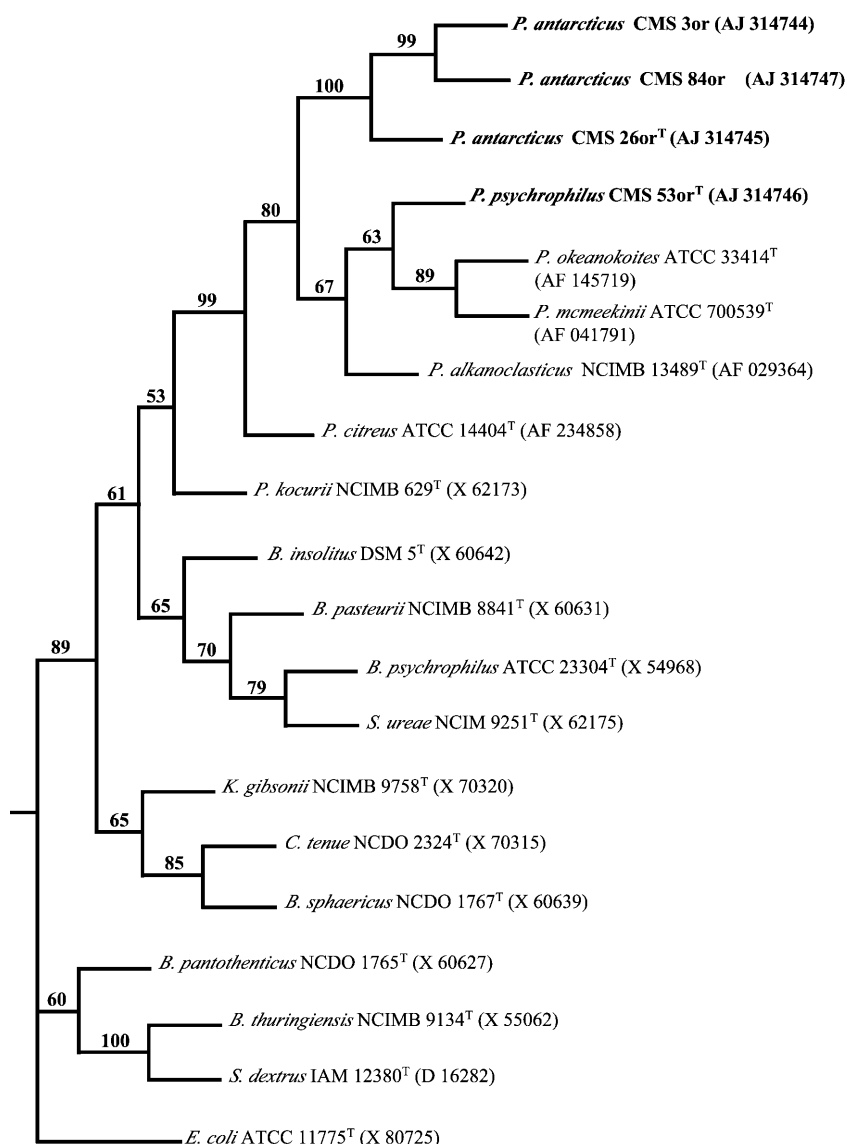 99
P. antarcticus CMS 3or (AJ 314744)
P. antarcticus CMS 84or (AJ 314747)
100
P. antarcticus CMS 26orᵀ (AJ 314745)
P. psychrophilus CMS 53orᵀ (AJ 314746)
80
63
P. okeanokoites ATCC 33414ᵀ
(AF 145719)
89
67
P. mcmeekinii ATCC 700539ᵀ
(AF 041791)
99
P. alkanoclasticus NCIMB 13489ᵀ (AF 029364)
53
P. citreus ATCC 14404ᵀ (AF 234858)
61
P. kocurii NCIMB 629ᵀ (X 62173)
B. insolitus DSM 5ᵀ (X 60642)
65
B. pasteurii NCIMB 8841ᵀ (X 60631)
89
70
B. psychrophilus ATCC 23304ᵀ (X 54968)
79
S. ureae NCIM 9251ᵀ (X 62175)
K. gibsonii NCIMB 9758ᵀ (X 70320)
65
C. tenue NCDO 2324ᵀ (X 70315)
85
B. sphaericus NCDO 1767ᵀ (X 60639)
B. pantothenticus NCDO 1765ᵀ (X 60627)
60
B. thuringiensis NCIMB 9134ᵀ (X 55062)
100
S. dextrus IAM 12380ᵀ (D 16282)
E. coli ATCC 11775ᵀ (X 80725)